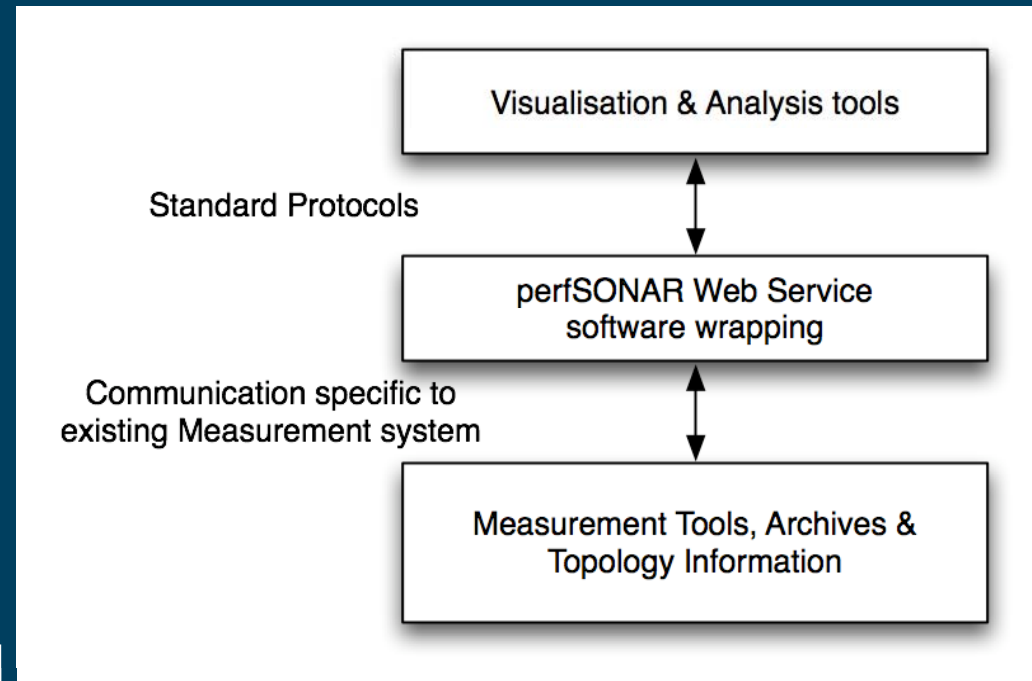 Visualisation & Analysis tools
Standard Protocols
perfSONAR Web Service
software wrapping
Communication specific to
existing Measurement system
Measurement Tools, Archives &
Topology Information